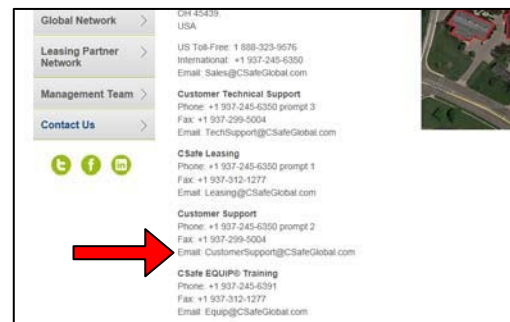 Global Network
Leasing Partner
Network
Management Team
Contact Us
OH 45439.
USA
US Toll-Free: 1 888-323-9576
International: +1 937-245-6350
Email: Sales@CSafeGlobal.com
Customer Technical Support
Phone: +1 937-245-6350 prompt 3
Fax: +1 937-299-5004
Email: TechSupport@CSafeGlobal.com
CSafe Leasing
Phone: +1 937-245-6350 prompt 1
Fax: +1 937-312-1277
Email: Leasing@CSafeGlobal.com
Customer Support
Phone: +1 937-245-6350 prompt 2
Fax: +1 937-299-5004
Email: CustomerSupport@CSafeGlobal.com
CSafe EQUIP® Training
Phone: +1 937-245-6391
Fax: +1 937-312-1277
Email: Equip@CSafeGlobal.com